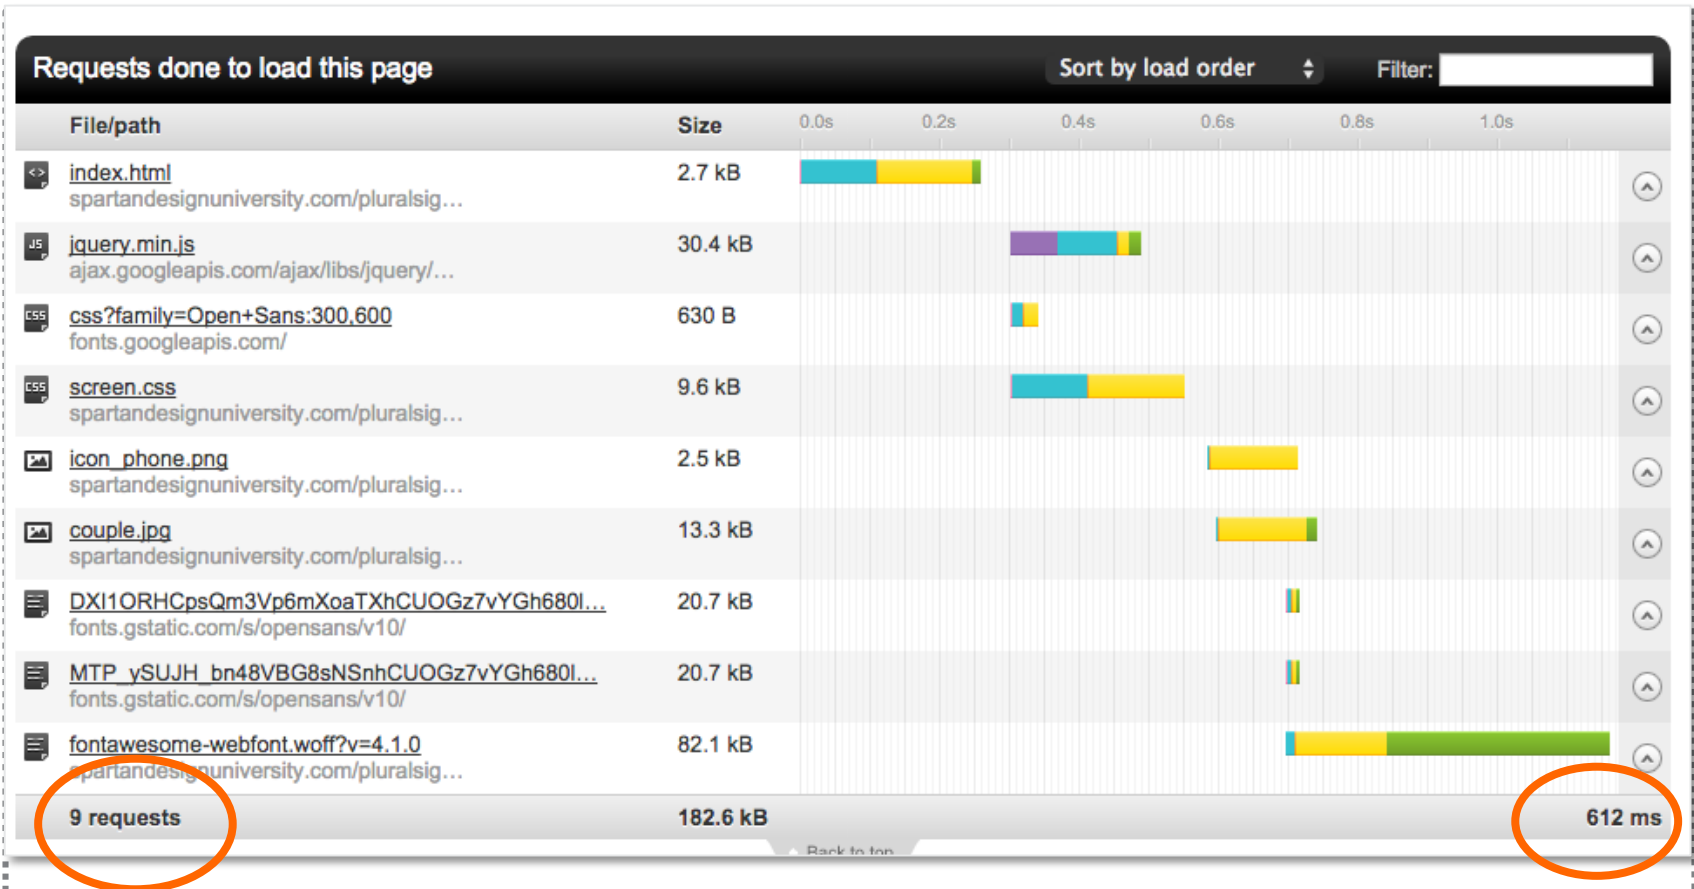 Requests done to load this page Sort by load order Filter:
File/path Size 0.0s 0.2s 0.4s 0.6s 0.8s 1.0s
<> index.html 2.7 kB
spartandesignuniversity.com/pluralsig...
JS jquery.min.js 30.4 kB
ajax.googleapis.com/ajax/libs/jquery/...
CSS css?family=Open+Sans:300,600 630 B
fonts.googleapis.com/
CSS screen.css 9.6 kB
spartandesignuniversity.com/pluralsig...
icon_phone.png 2.5 kB
spartandesignuniversity.com/pluralsig...
couple.jpg 13.3 kB
spartandesignuniversity.com/pluralsig...
DXI1ORHCpsQm3Vp6mXoaTXhCUOGz7vYGh680l... 20.7 kB
fonts.gstatic.com/s/opensans/v10/
MTP_ySUJH_bn48VBG8sNSnhCUOGz7vYGh680l... 20.7 kB
fonts.gstatic.com/s/opensans/v10/
fontawesome-webfont.woff?v=4.1.0 82.1 kB
spartandesignuniversity.com/pluralsig...
9 requests 182.6 kB 612 ms
Back to top